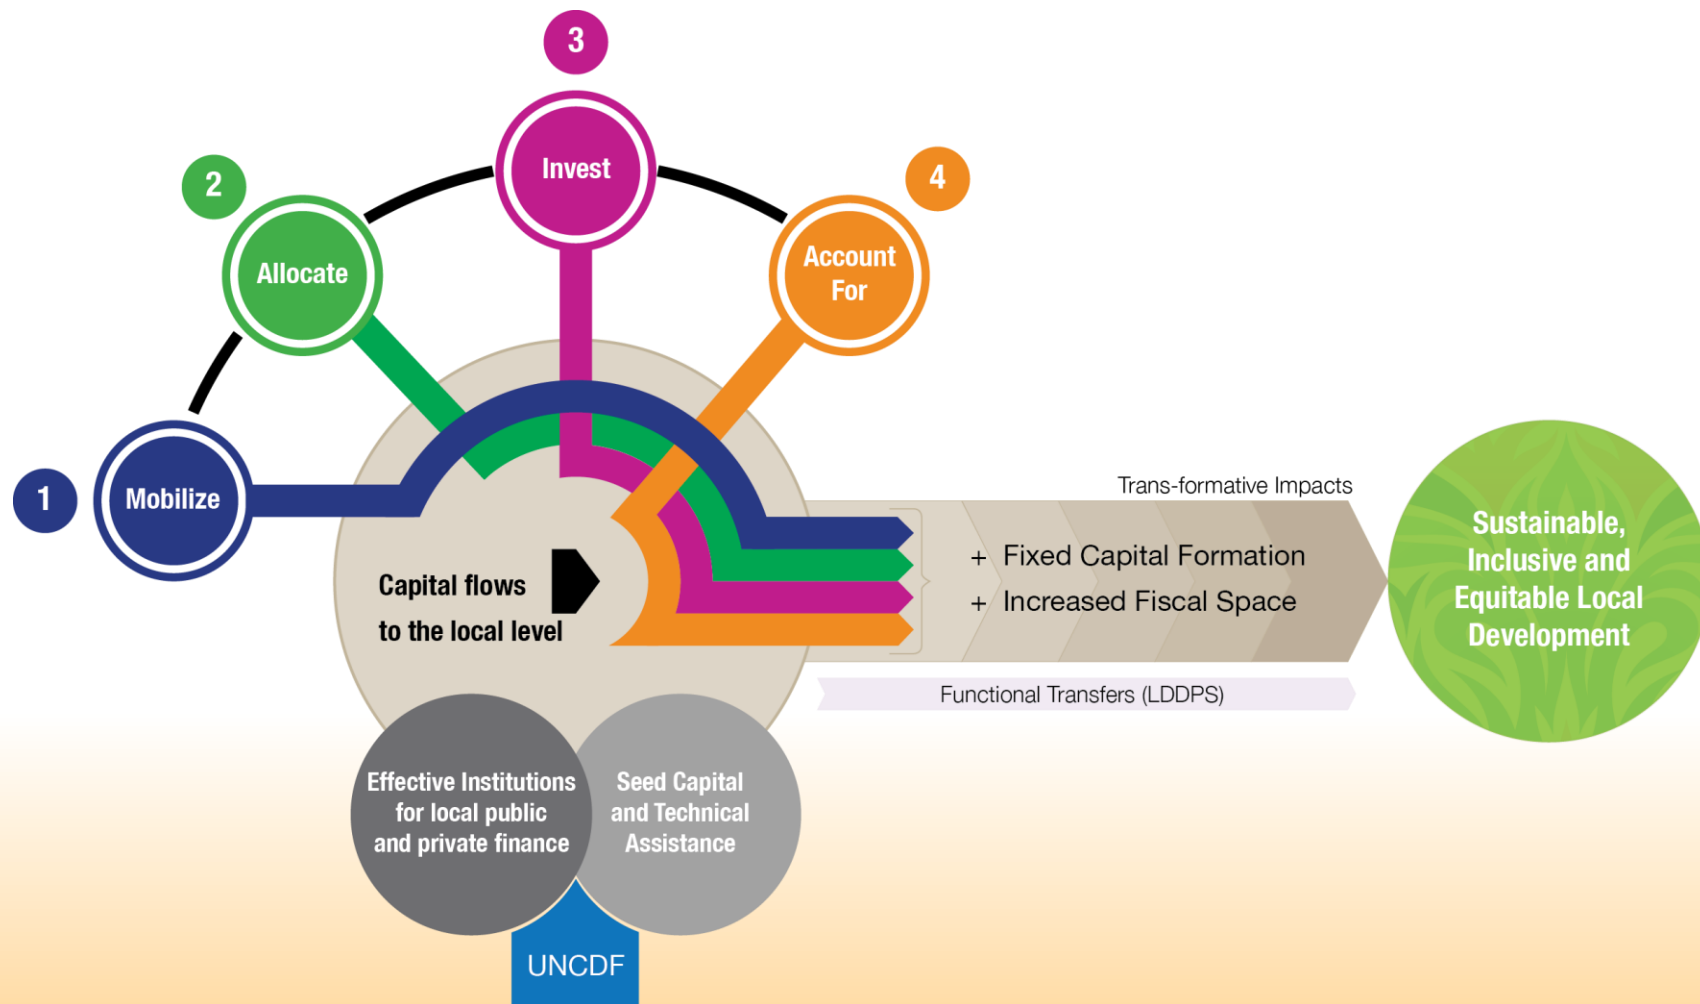 3
Invest
2
Allocate
4
Account
For
1
Mobilize
Capital flows
to the local level
Trans-formative Impacts
+ Fixed Capital Formation
+ Increased Fiscal Space
Functional Transfers (LDDPS)
Sustainable,
Inclusive and
Equitable Local
Development
Effective Institutions
for local public
and private finance
Seed Capital
and Technical
Assistance
UNCDF